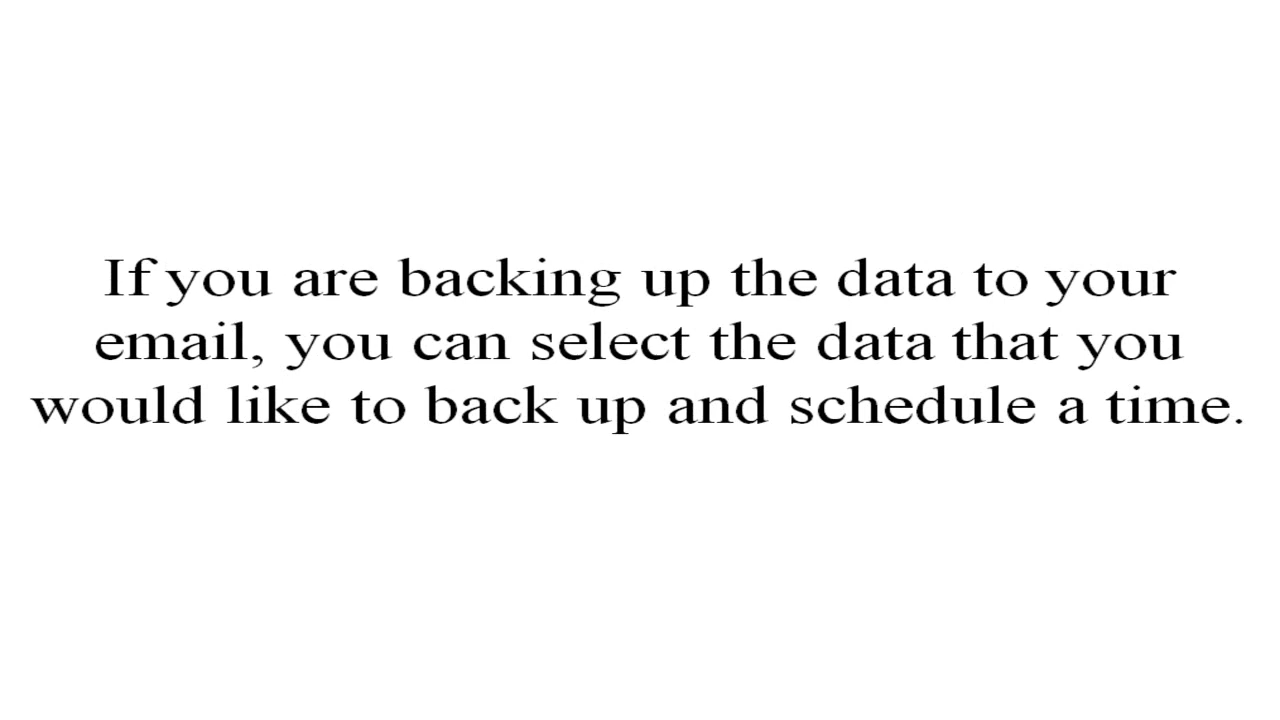 If you are backing up the data to your
email, you can select the data that you
would like to back up and schedule a time.